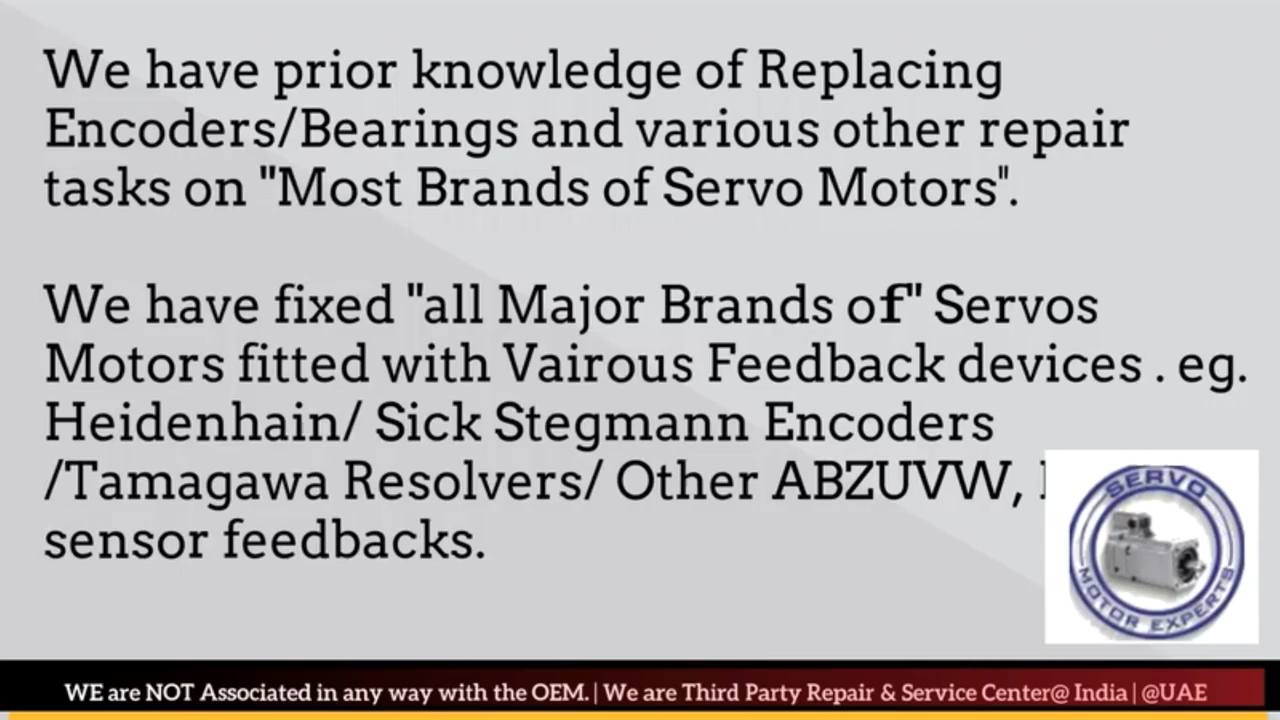 We have prior knowledge of Replacing
Encoders/Bearings and various other repair
tasks on "Most Brands of Servo Motors".
We have fixed "all Major Brands of" Servos
Motors fitted with Vairous Feedback devices . eg.
Heidenhain/ Sick Stegmann Encoders
/Tamagawa Resolvers/ Other ABZUVW,
sensor feedbacks.
SERVO
MOTOR EXPERTS
WE are NOT Associated in any way with the OEM. | We are Third Party Repair & Service Center@ India | @UAE